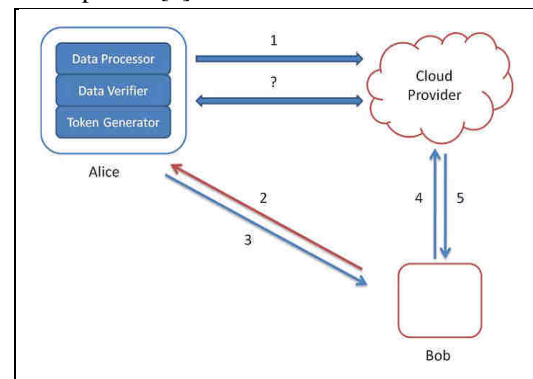 1
Data Processor
Cloud
Provider
Data Verifier
?
Token Generator
Alice
2
4
5
3
Bob